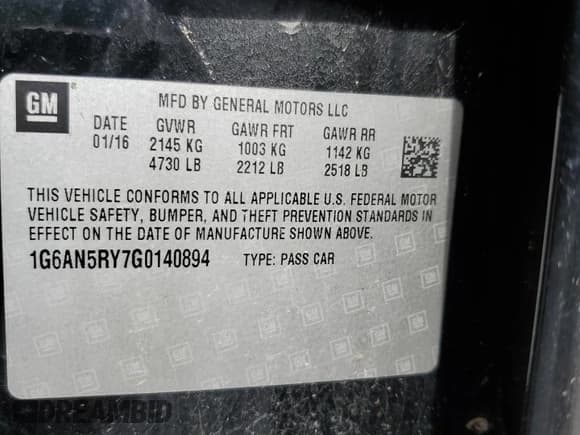 GM
MFD BY GENERAL MOTORS LLC
DATE GVWR GAWR FRT GAWR RR
01/16 2145 KG 1003 KG 1142 KG
4730 LB 2212 LB 2518 LB
THIS VEHICLE CONFORMS TO ALL APPLICABLE U.S. FEDERAL MOTOR
VEHICLE SAFETY, BUMPER, AND THEFT PREVENTION STANDARDS IN
EFFECT ON THE DATE OF MANUFACTURE SHOWN ABOVE.
1G6AN5RY7G0140894 TYPE: PASS CAR
DREAMBID